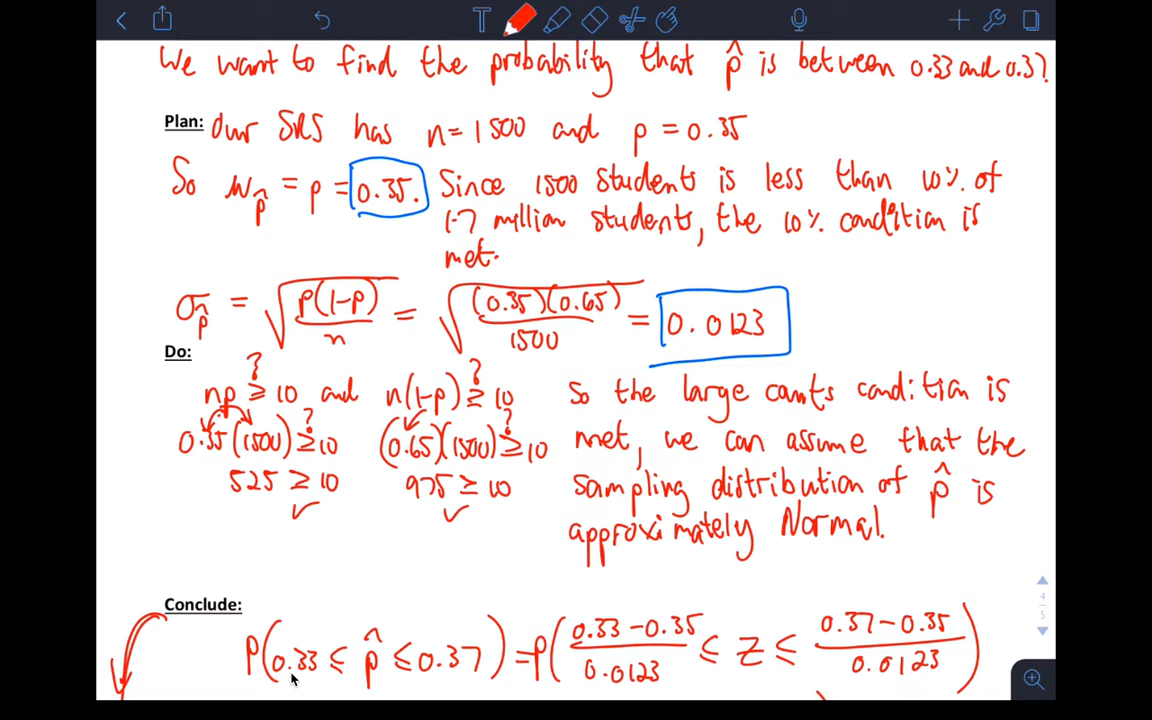 T
We want to find the probability that p̂ is between 0.33 and 0.37.
Plan: Our SRS has n=1500 and p=0.35
So μp̂ = p = 0.35. Since 1500 students is less than 10% of
1.7 million students, the 10% condition is
met.
σp̂ = √(p(1-p)/n) = √((0.35)(0.65)/1500) = 0.0123
Do:
np ≥? 10 and n(1-p) ≥? 10 So the large counts condition is
0.35(1500) ≥? 10 (0.65)(1500) ≥? 10 met, we can assume that the
525 ≥ 10 975 ≥ 10 sampling distribution of p̂ is
✓ ✓ approximately Normal.
4
5
Conclude:
P(0.33 ≤ p̂ ≤ 0.37) = P((0.33-0.35)/0.0123 ≤ Z ≤ (0.37-0.35)/0.0123)